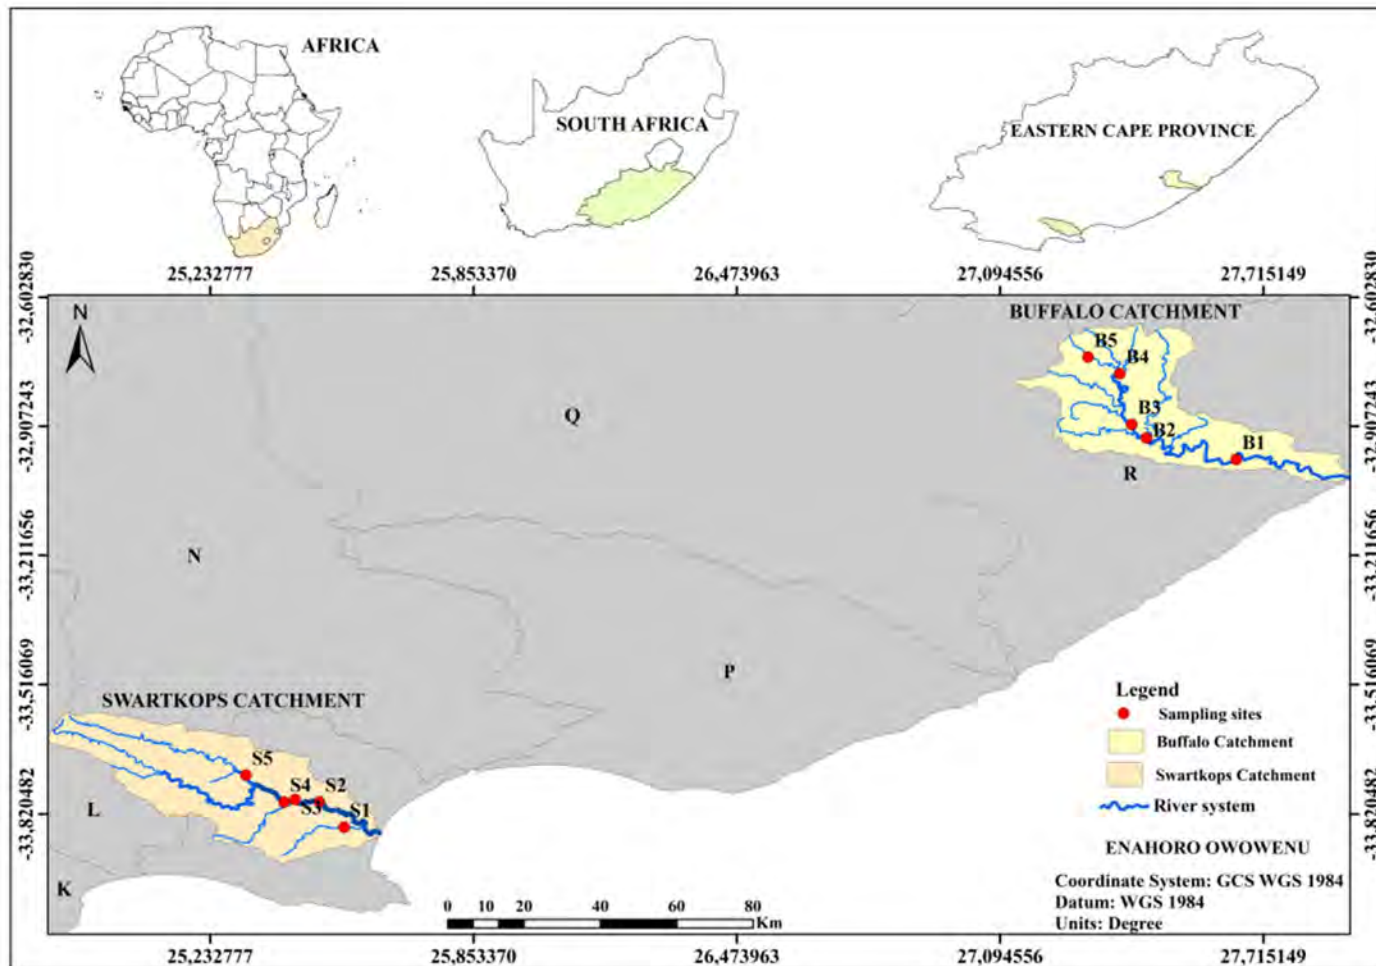 AFRICA
SOUTH AFRICA
EASTERN CAPE PROVINCE
25,232777
25,853370
26,473963
27,094556
27,715149
-32,602830
-32,602830
N
BUFFALO CATCHMENT
B5
B4
B3
B2
B1
-32,907243
-32,907243
Q
R
-33,211656
-33,211656
N
P
-33,516069
-33,516069
SWARTKOPS CATCHMENT
S5
S4
S2
S3
S1
L
K
-33,820482
-33,820482
Legend
Sampling sites
Buffalo Catchment
Swartkops Catchment
River system
ENAHORO OWOWENU
Coordinate System: GCS WGS 1984
Datum: WGS 1984
Units: Degree
0 10 20 40 60 80
Km
25,232777
25,853370
26,473963
27,094556
27,715149